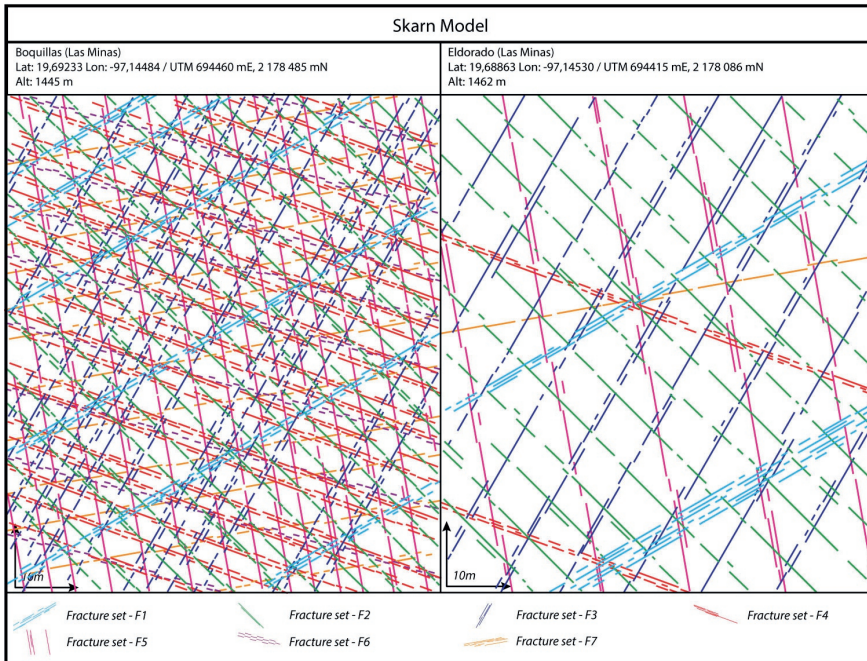 Skarn Model
Boquillas (Las Minas)
Lat: 19,69233 Lon: -97,14484 / UTM 694460 mE, 2 178 485 mN
Alt: 1445 m
Eldorado (Las Minas)
Lat: 19,68863 Lon: -97,14530 / UTM 694415 mE, 2 178 086 mN
Alt: 1462 m
10m
10m
Fracture set - F1
Fracture set - F2
Fracture set - F3
Fracture set - F4
Fracture set - F5
Fracture set - F6
Fracture set - F7